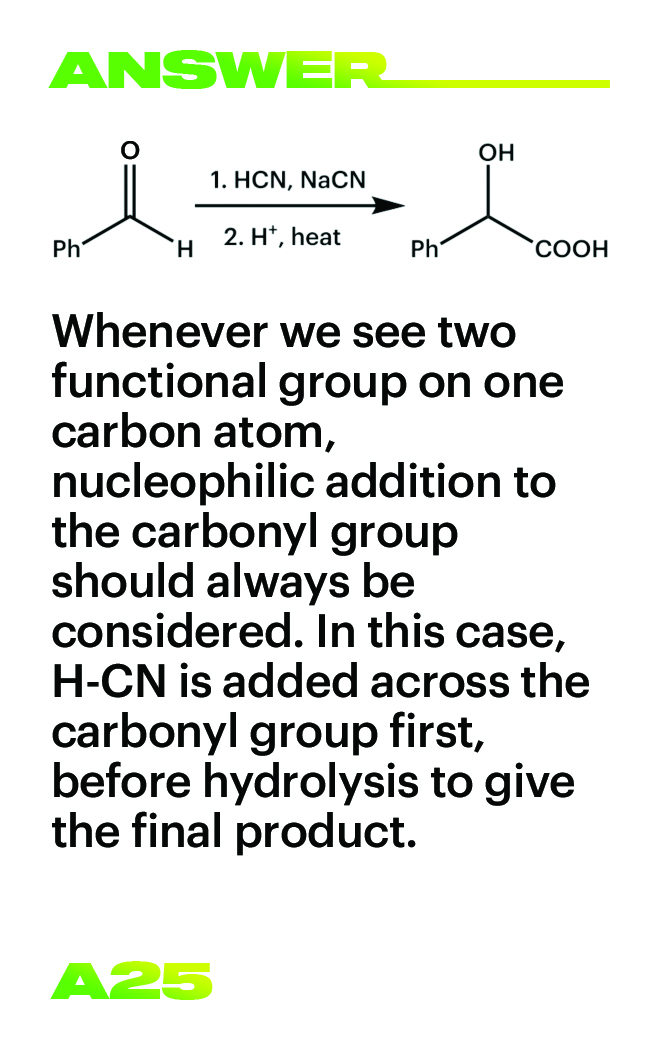 ANSWER
O
OH
1. HCN, NaCN
2. H⁺, heat
Ph
H
Ph
COOH
Whenever we see two
functional group on one
carbon atom,
nucleophilic addition to
the carbonyl group
should always be
considered. In this case,
H-CN is added across the
carbonyl group first,
before hydrolysis to give
the final product.
A25